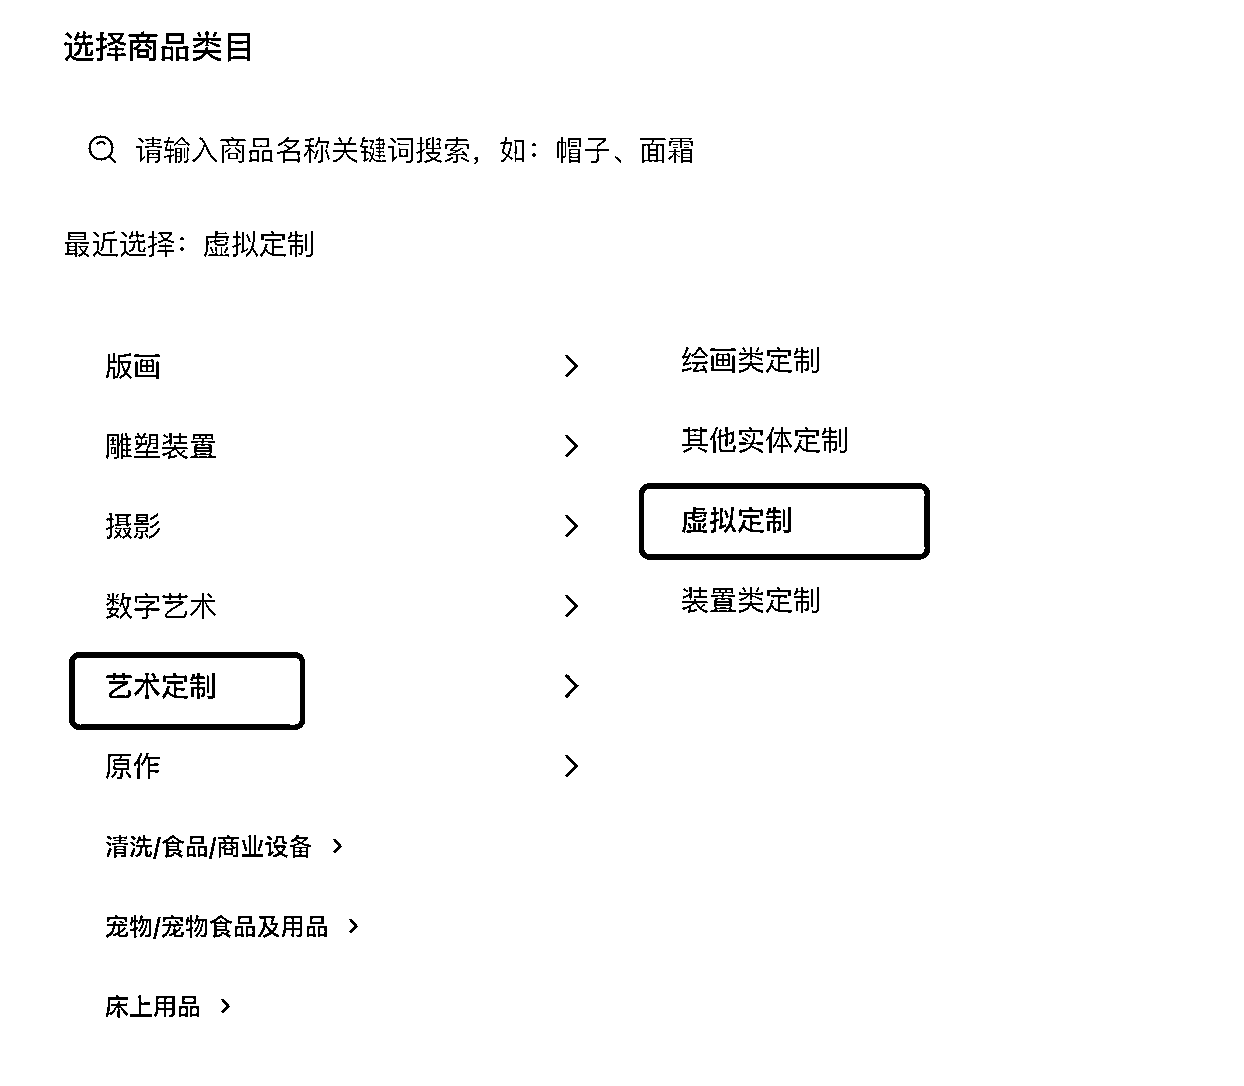 选择商品类目
请输入商品名称关键词搜索，如：帽子、面霜
最近选择：虚拟定制
版画
雕塑装置
摄影
数字艺术
艺术定制
原作
清洗/食品/商业设备
宠物/宠物食品及用品
床上用品
绘画类定制
其他实体定制
虚拟定制
装置类定制